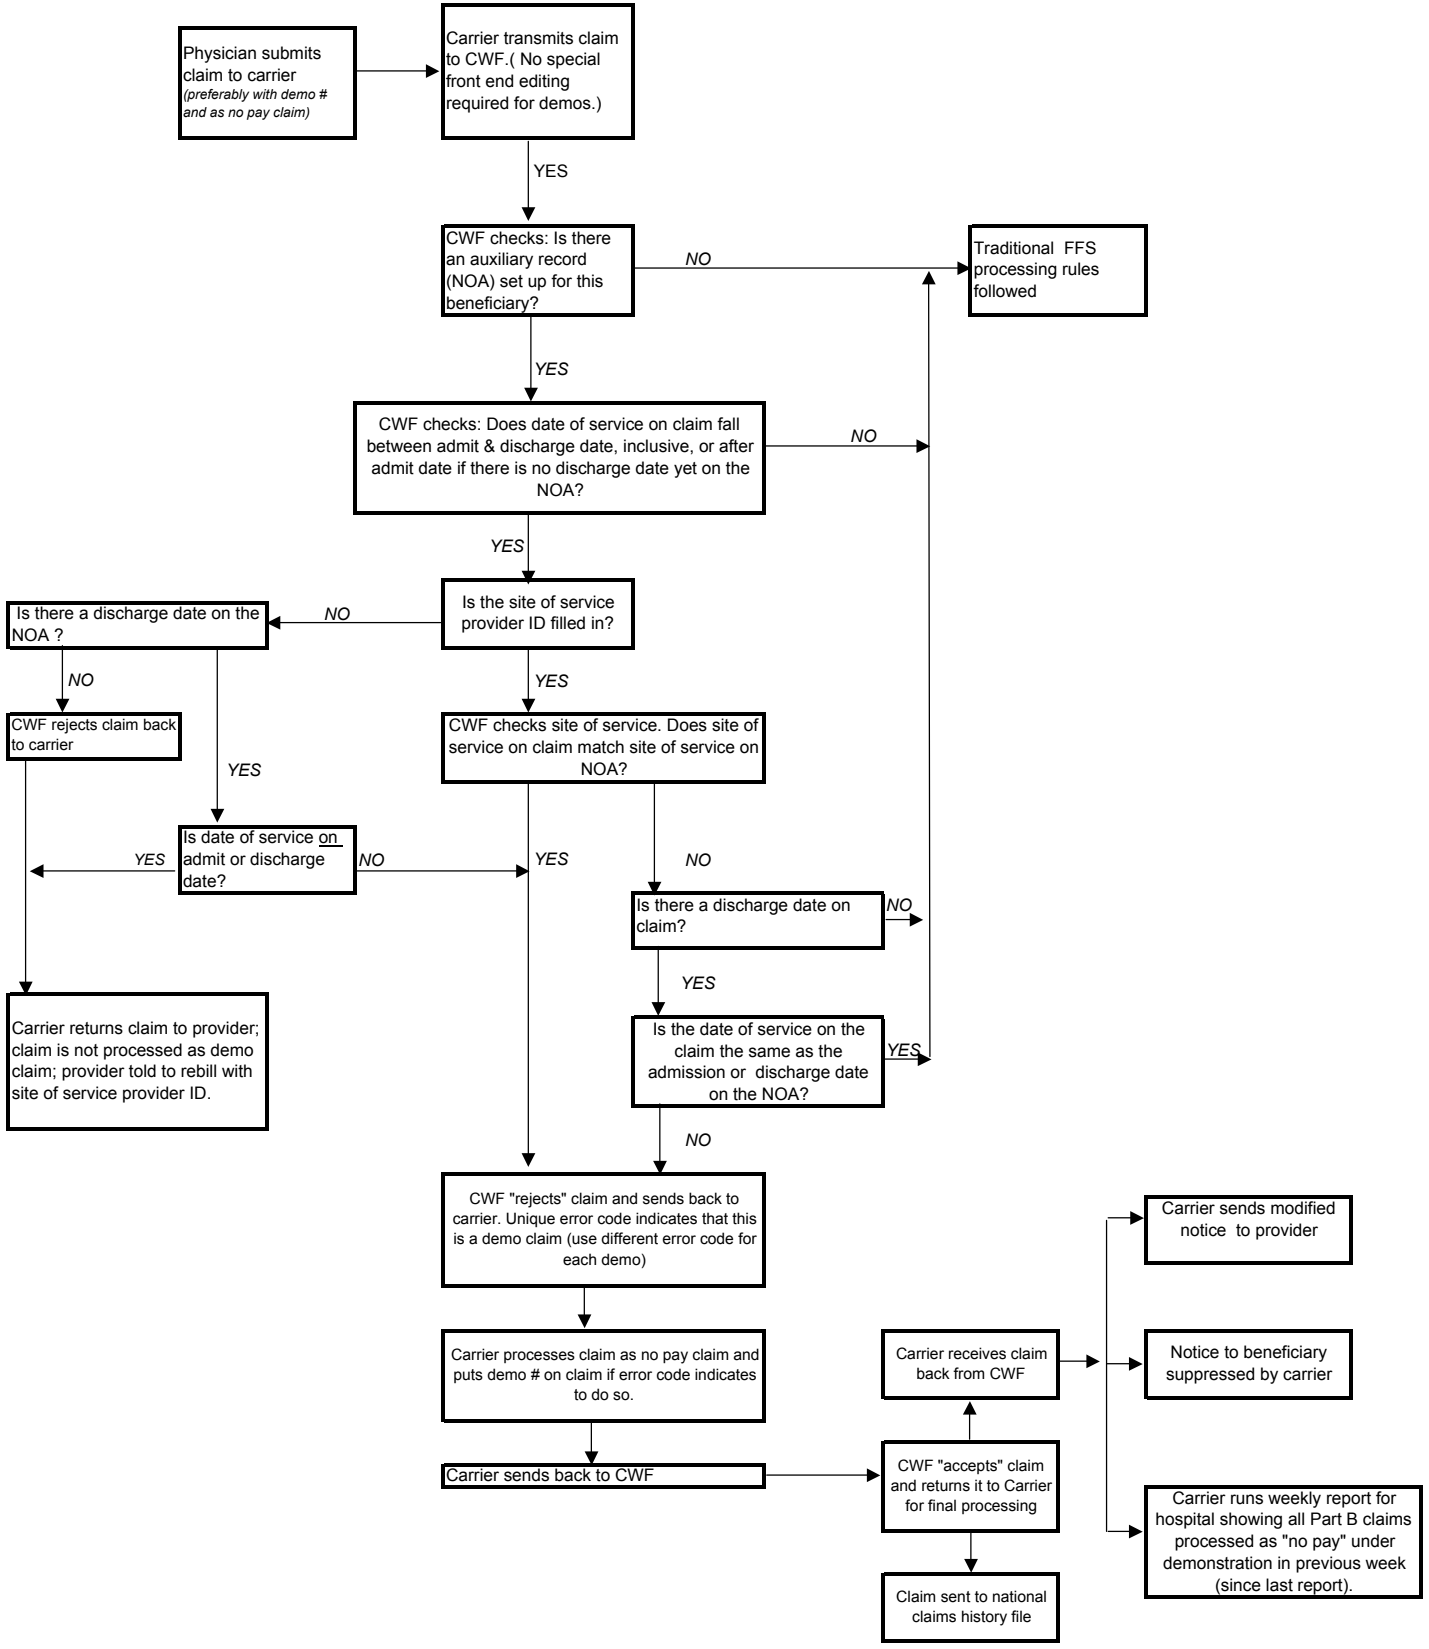 Physician submits
claim to carrier
(preferably with demo #
and as no pay claim)
Carrier transmits claim
to CWF.( No special
front end editing
required for demos.)
YES
CWF checks: Is there
an auxiliary record
(NOA) set up for this
beneficiary?
NO
Traditional FFS
processing rules
followed
YES
CWF checks: Does date of service on claim fall
between admit & discharge date, inclusive, or after
admit date if there is no discharge date yet on the
NOA?
NO
YES
Is the site of service
provider ID filled in?
NO
Is there a discharge date on the
NOA ?
NO
YES
CWF rejects claim back
to carrier
CWF checks site of service. Does site of
service on claim match site of service on
NOA?
YES
Is date of service on
admit or discharge
date?
YES
NO
YES
NO
Is there a discharge date on
claim?
NO
YES
Carrier returns claim to provider;
claim is not processed as demo
claim; provider told to rebill with
site of service provider ID.
Is the date of service on the
claim the same as the
admission or discharge date
on the NOA?
YES
NO
CWF "rejects" claim and sends back to
carrier. Unique error code indicates that this
is a demo claim (use different error code for
each demo)
Carrier processes claim as no pay claim and
puts demo # on claim if error code indicates
to do so.
Carrier sends back to CWF
CWF "accepts" claim
and returns it to Carrier
for final processing
Carrier receives claim
back from CWF
Claim sent to national
claims history file
Carrier sends modified
notice to provider
Notice to beneficiary
suppressed by carrier
Carrier runs weekly report for
hospital showing all Part B claims
processed as "no pay" under
demonstration in previous week
(since last report).